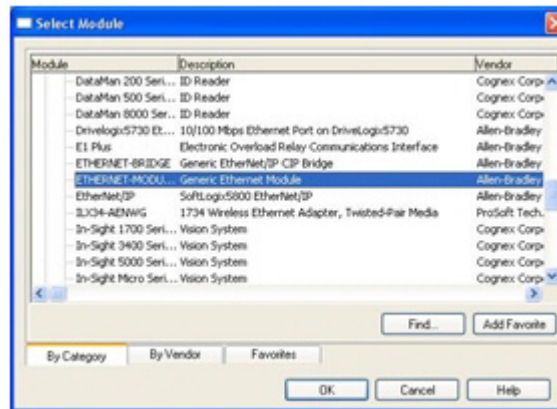 Select Module
Module Description Vendor
DataMan 200 Seri... ID Reader Cognex Corp
DataMan 500 Seri... ID Reader Cognex Corp
DataMan 8000 Ser... ID Reader Cognex Corp
Drivelogix5730 Et... 10/100 Mbps Ethernet Port on DriveLogix5730 Allen-Bradley
E1 Plus Electronic Overload Relay Communications Interface Allen-Bradley
ETHERNET-BRIDGE Generic EtherNet/IP CIP Bridge Allen-Bradley
ETHERNET-MODU... Generic Ethernet Module Allen-Bradley
EtherNet/IP SoftLogix5800 EtherNet/IP Allen-Bradley
ILX34-AENWG 1734 Wireless Ethernet Adapter, Twisted-Pair Media ProSoft Tech.
In-Sight 1700 Seri... Vision System Cognex Corp
In-Sight 3400 Seri... Vision System Cognex Corp
In-Sight 5000 Seri... Vision System Cognex Corp
In-Sight Micro Seri... Vision System Cognex Corp
Find... Add Favorite
By Category By Vendor Favorites
OK Cancel Help